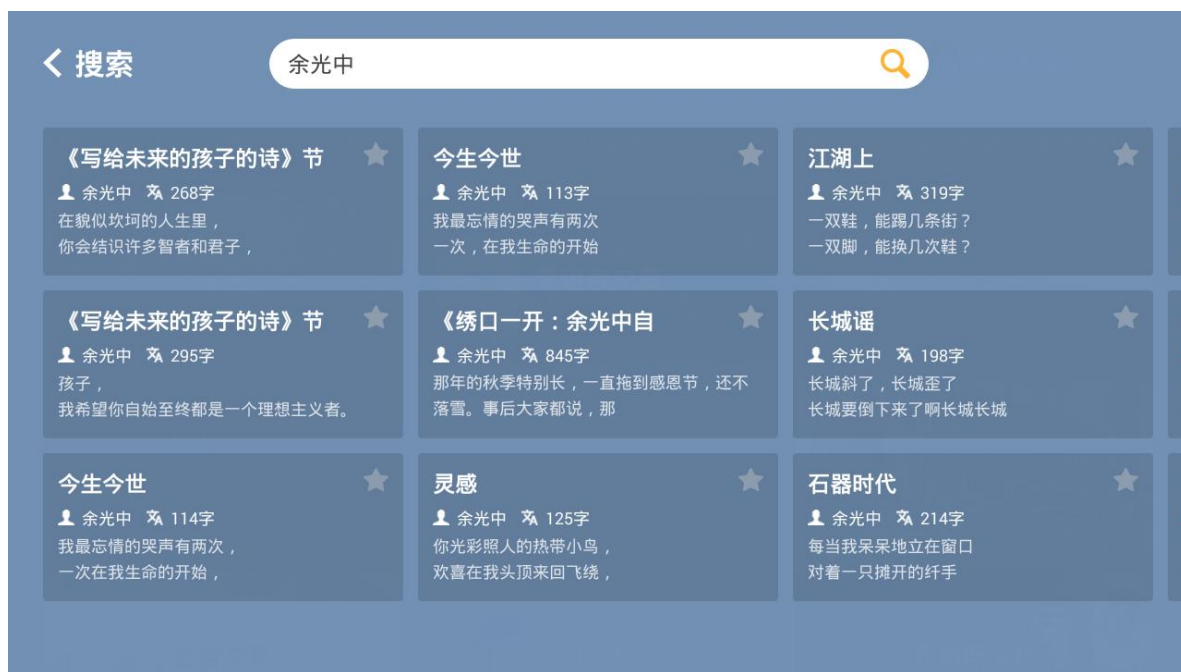 搜索
余光中
《写给未来的孩子的诗》节
余光中 268字
在貌似坎坷的人生里，
你会结识许多智者和君子，
今生今世
余光中 113字
我最忘情的哭声有两次
一次，在我生命的开始
江湖上
余光中 319字
一双鞋，能踢几条街？
一双脚，能换几次鞋？
《写给未来的孩子的诗》节
余光中 295字
孩子，
我希望你自始至终都是一个理想主义者。
《绣口一开：余光中自
余光中 845字
那年的秋季特别长，一直拖到感恩节，还不
落雪。事后大家都说，那
长城谣
余光中 198字
长城斜了，长城歪了
长城要倒下来了啊长城长城
今生今世
余光中 114字
我最忘情的哭声有两次，
一次在我生命的开始，
灵感
余光中 125字
你光彩照人的热带小鸟，
欢喜在我头顶来回飞绕，
石器时代
余光中 214字
每当我呆呆地立在窗口
对着一只摊开的纤手